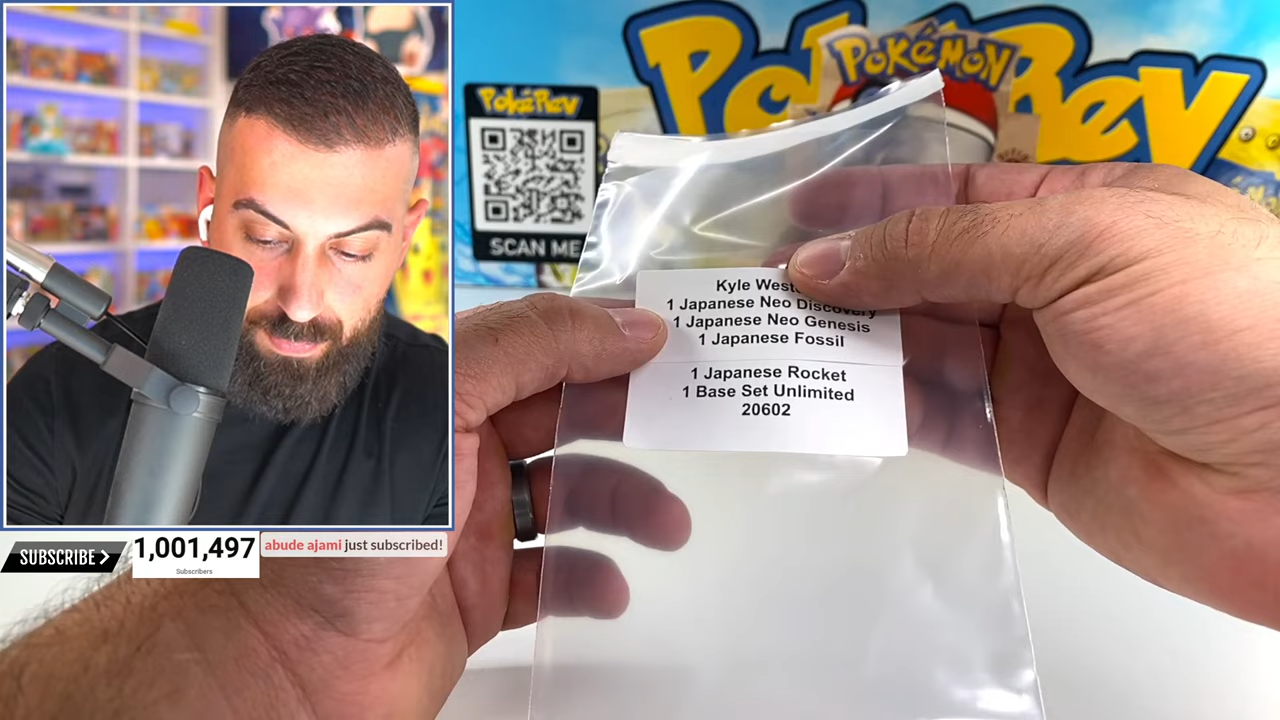 PokéRev
SCAN ME
PokéRev
POKÉMON
Kyle
1 Japanese Neo Discovery
1 Japanese Neo Genesis
1 Japanese Fossil
1 Japanese Rocket
1 Base Set Unlimited
20602
SUBSCRIBE
1,001,497
Subscribers
abude ajami just subscribed!